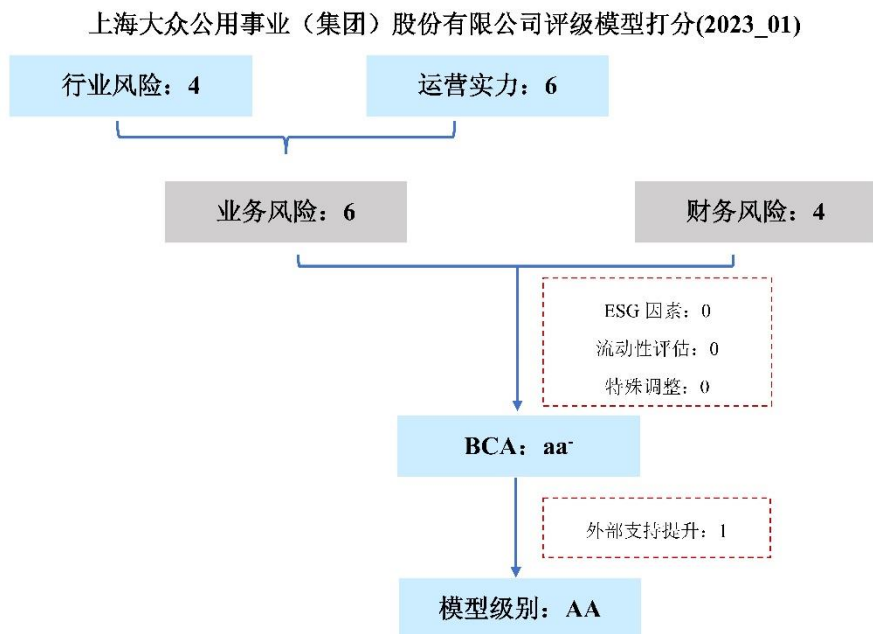 上海大众公用事业（集团）股份有限公司评级模型打分(2023_01)
行业风险：4
运营实力：6
业务风险：6
财务风险：4
ESG 因素：0
流动性评估：0
特殊调整：0
BCA：aa-
外部支持提升：1
模型级别：AA